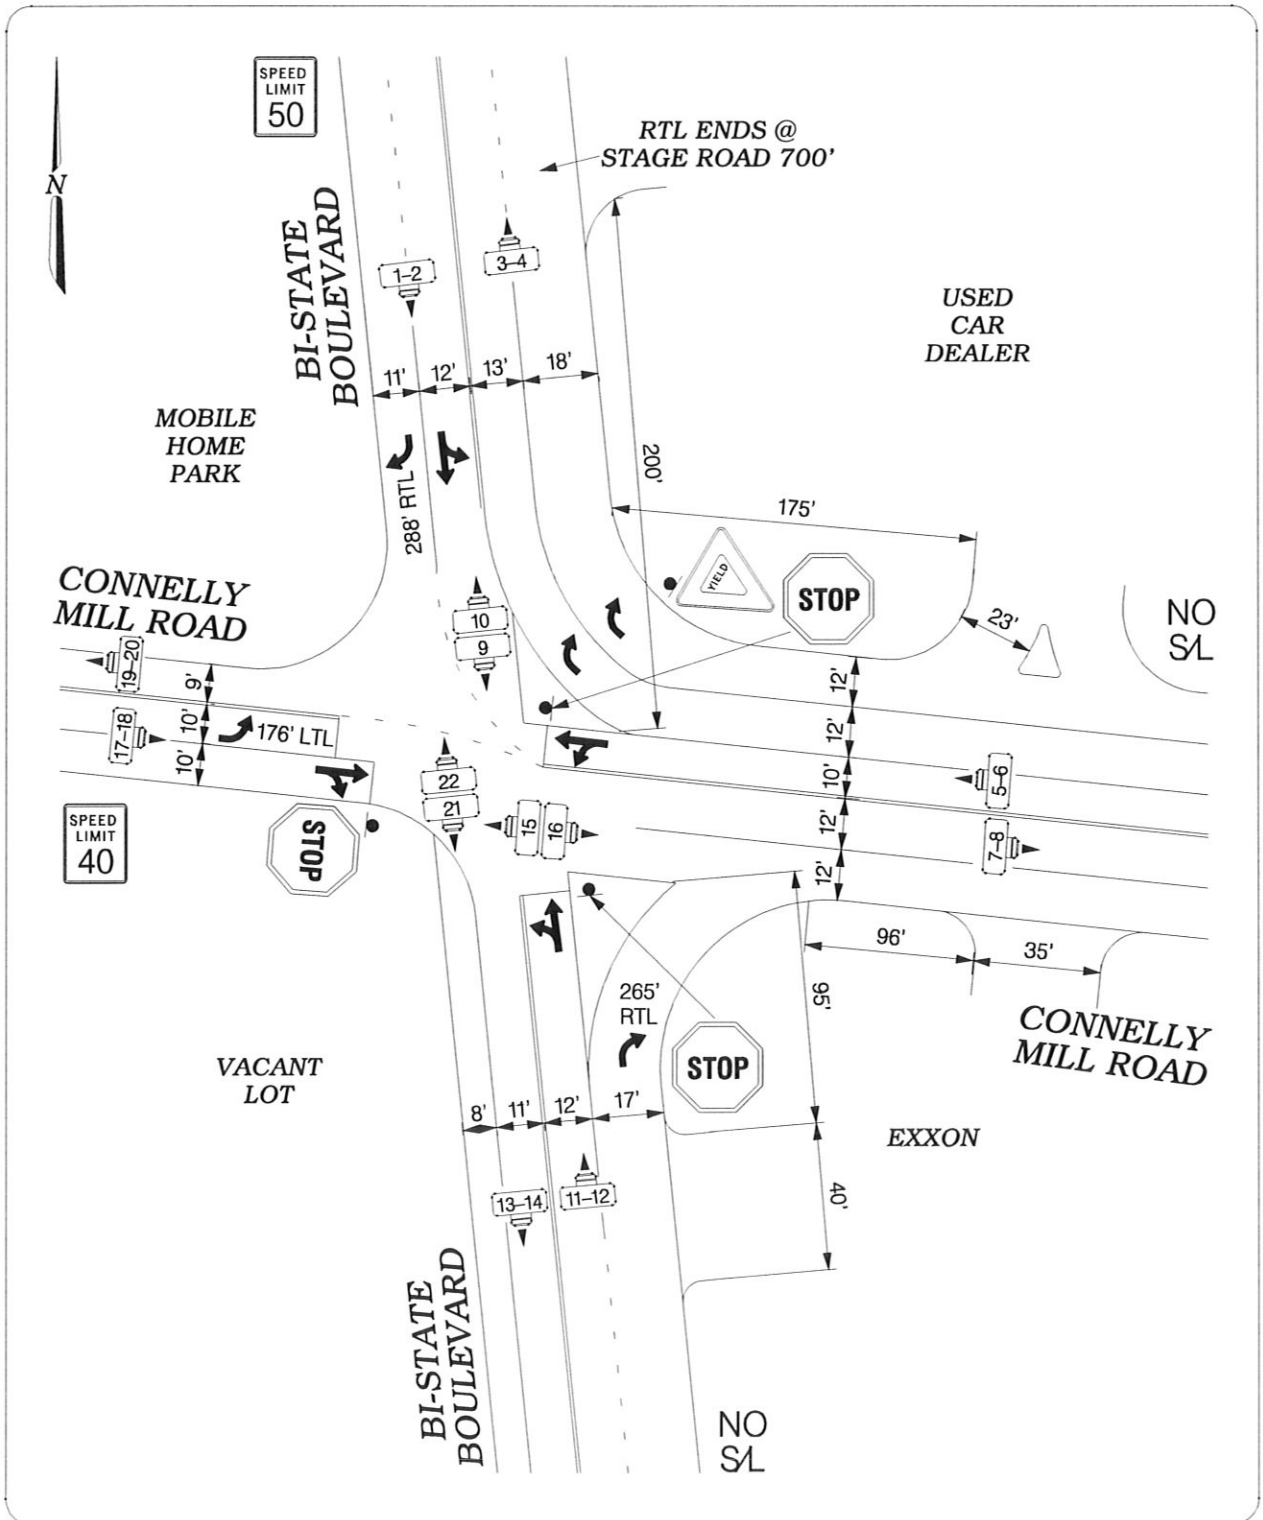 SPEED
LIMIT
50
N
RTL ENDS @
STAGE ROAD 700'
BI-STATE
BOULEVARD
1–2
3–4
USED
CAR
DEALER
11'
12'
13'
18'
MOBILE
HOME
PARK
288' RTL
200'
175'
YIELD
STOP
23'
NO
S/L
CONNELLY
MILL ROAD
10
9
19–20
9'
12'
17–18
10'
176' LTL
12'
10'
10'
5–6
22
21
15
16
12'
7–8
SPEED
LIMIT
40
STOP
12'
96'
35'
265'
RTL
95'
CONNELLY
MILL ROAD
STOP
VACANT
LOT
8'
11'
12'
17'
EXXON
13–14
11–12
40'
BI-STATE
BOULEVARD
NO
S/L